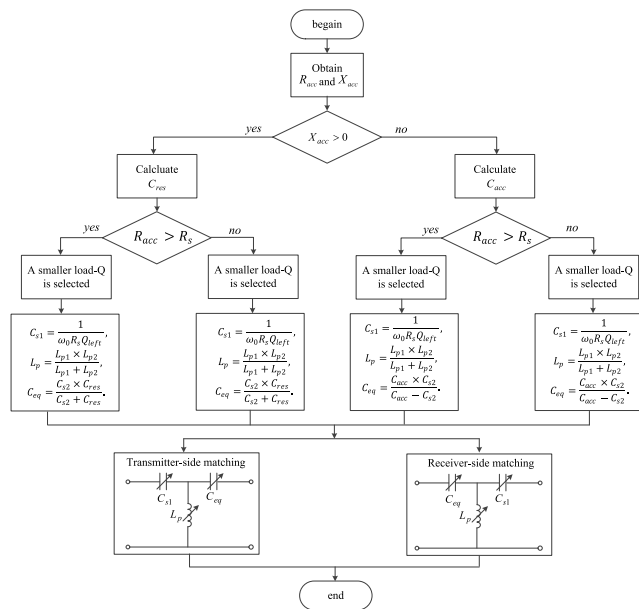 begain
Obtain
R_acc and X_acc
yes
X_acc > 0
no
Calcluate
C_res
Calculate
C_acc
yes
R_acc > R_s
no
yes
R_acc > R_s
no
A smaller load-Q
is selected
A smaller load-Q
is selected
A smaller load-Q
is selected
A smaller load-Q
is selected
C_s1 = 1 / (ω_0 R_s Q_left),
L_p = (L_p1 × L_p2) / (L_p1 + L_p2),
C_eq = (C_s2 × C_res) / (C_s2 + C_res).
C_s1 = 1 / (ω_0 R_s Q_left),
L_p = (L_p1 × L_p2) / (L_p1 + L_p2),
C_eq = (C_s2 × C_res) / (C_s2 + C_res).
C_s1 = 1 / (ω_0 R_s Q_left),
L_p = (L_p1 × L_p2) / (L_p1 + L_p2),
C_eq = (C_acc × C_s2) / (C_acc − C_s2).
C_s1 = 1 / (ω_0 R_s Q_left),
L_p = (L_p1 × L_p2) / (L_p1 + L_p2),
C_eq = (C_acc × C_s2) / (C_acc − C_s2).
Transmitter-side matching
C_s1
C_eq
L_p
Receiver-side matching
C_eq
C_s1
L_p
end